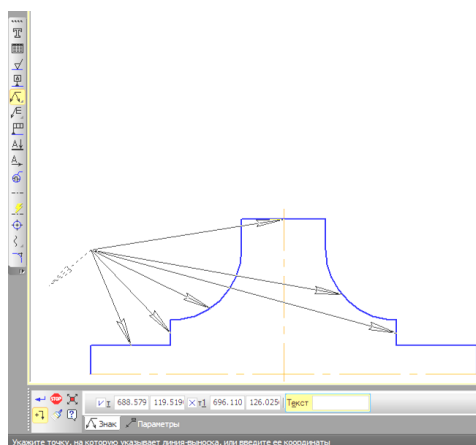 т 688.579 119.519 т1 696.110 126.025 Текст
Знак Параметры
Укажите точку, на которую указывает линия-выноска, или введите ее координаты